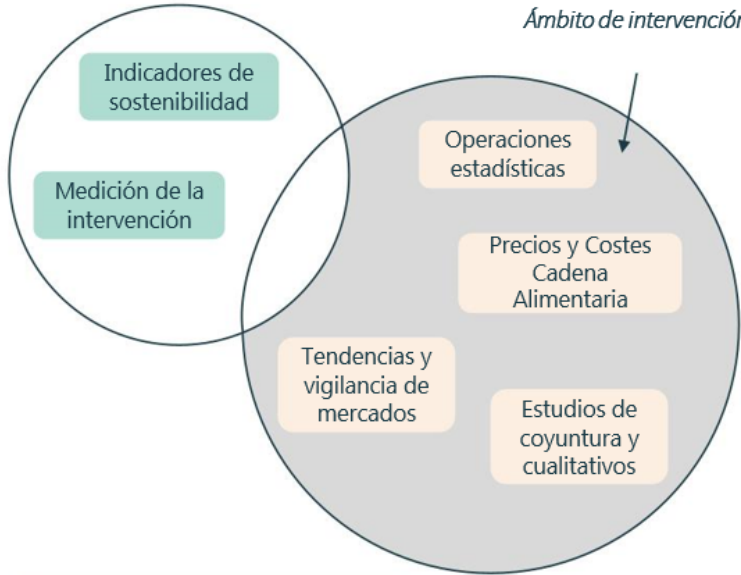 Ámbito de intervención
Indicadores de
sostenibilidad
Medición de la
intervención
Operaciones
estadísticas
Precios y Costes
Cadena
Alimentaria
Tendencias y
vigilancia de
mercados
Estudios de
coyuntura y
cualitativos